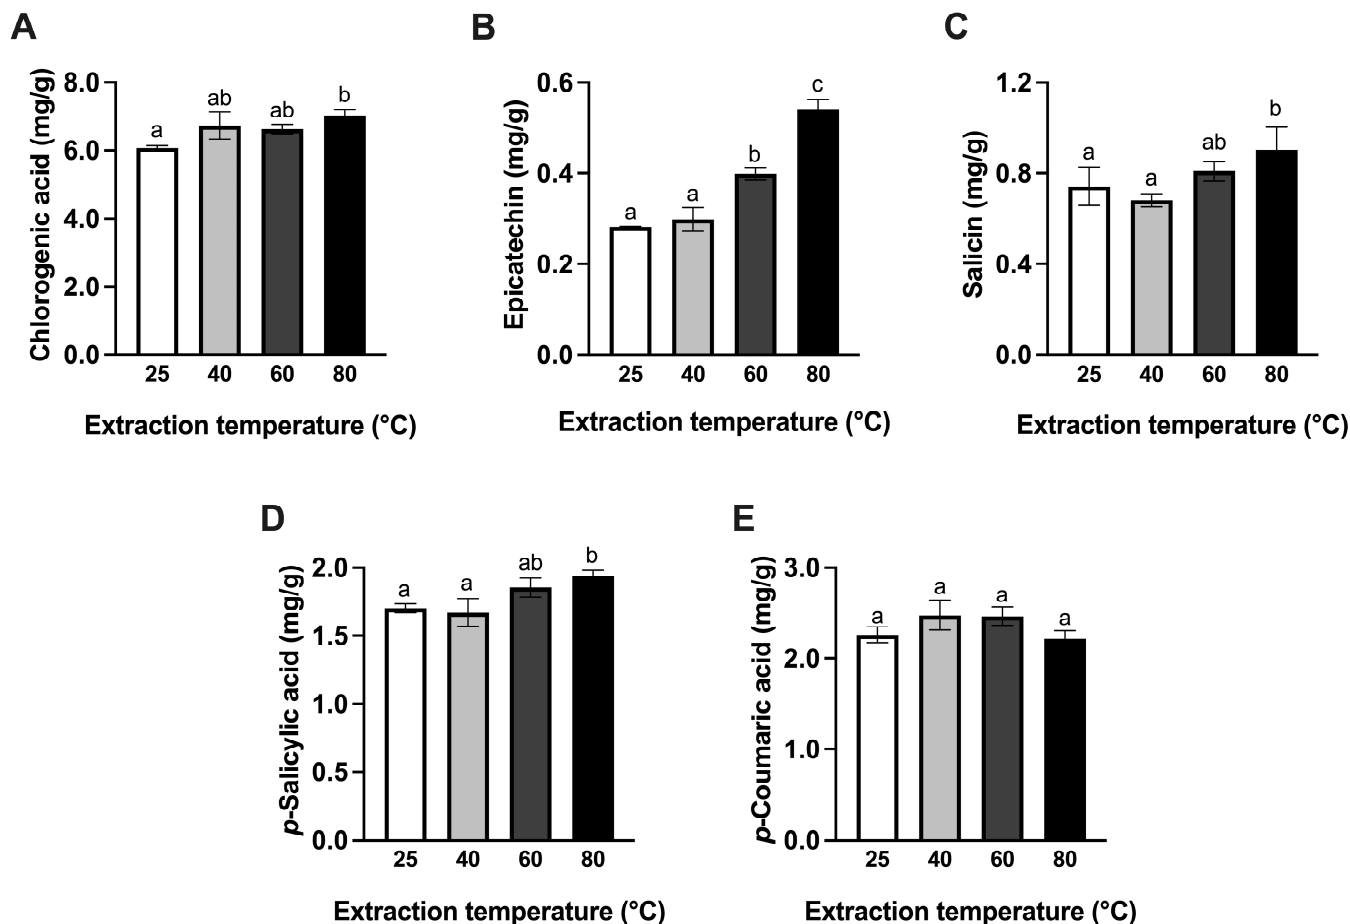 A
B
C
Chlorogenic acid (mg/g)
8.0
6.0
4.0
2.0
0.0
a
ab
ab
b
25 40 60 80
Extraction temperature (°C)
Epicatechin (mg/g)
0.6
0.4
0.2
0.0
a
a
b
c
25 40 60 80
Extraction temperature (°C)
Salicin (mg/g)
1.2
0.8
0.4
0.0
a
a
ab
b
25 40 60 80
Extraction temperature (°C)
D
E
p-Salicylic acid (mg/g)
2.0
1.5
1.0
0.5
0.0
a
a
ab
b
25 40 60 80
Extraction temperature (°C)
p-Coumaric acid (mg/g)
3.0
2.0
1.0
0.0
a
a
a
a
25 40 60 80
Extraction temperature (°C)